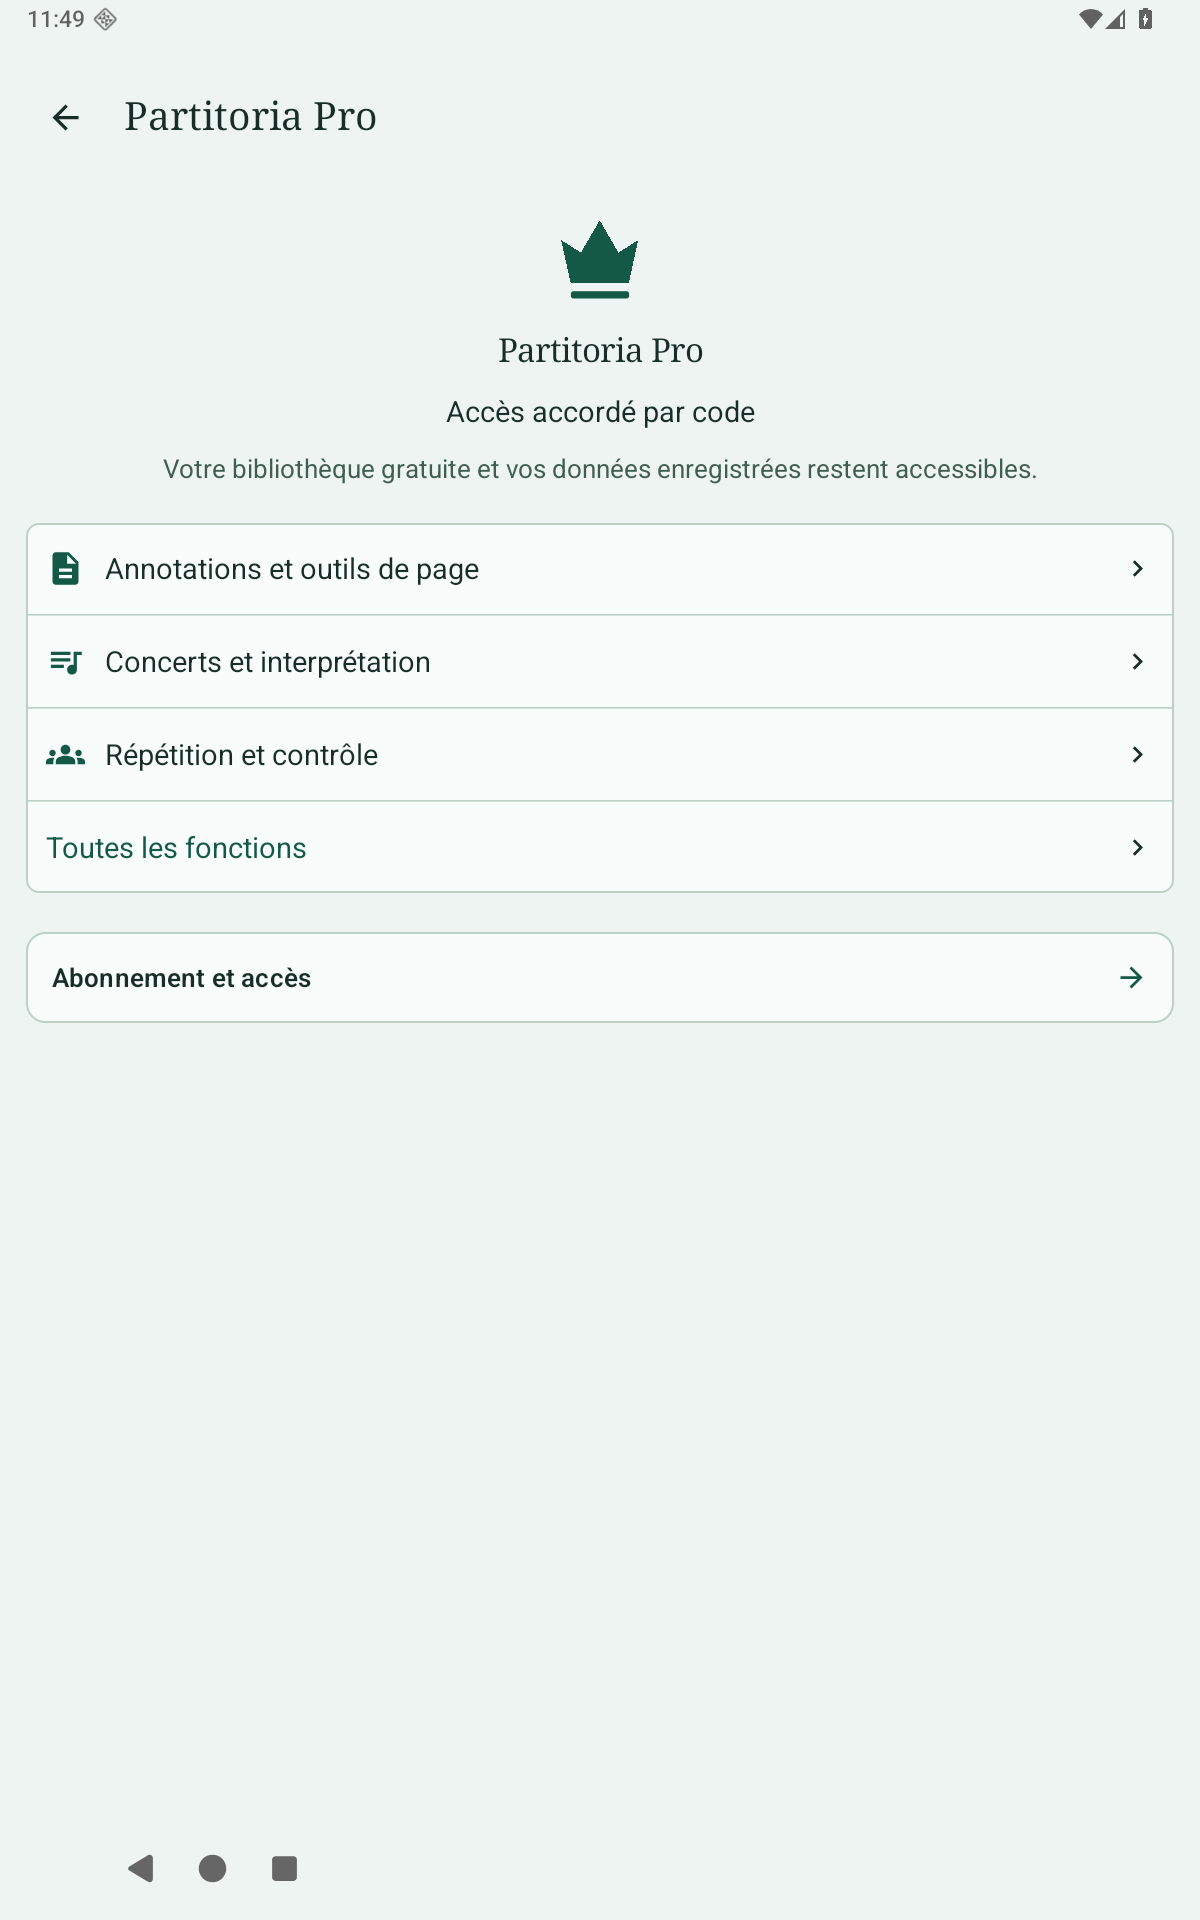 11:49
Partitoria Pro
Partitoria Pro
Accès accordé par code
Votre bibliothèque gratuite et vos données enregistrées restent accessibles.
Annotations et outils de page
Concerts et interprétation
Répétition et contrôle
Toutes les fonctions
Abonnement et accès